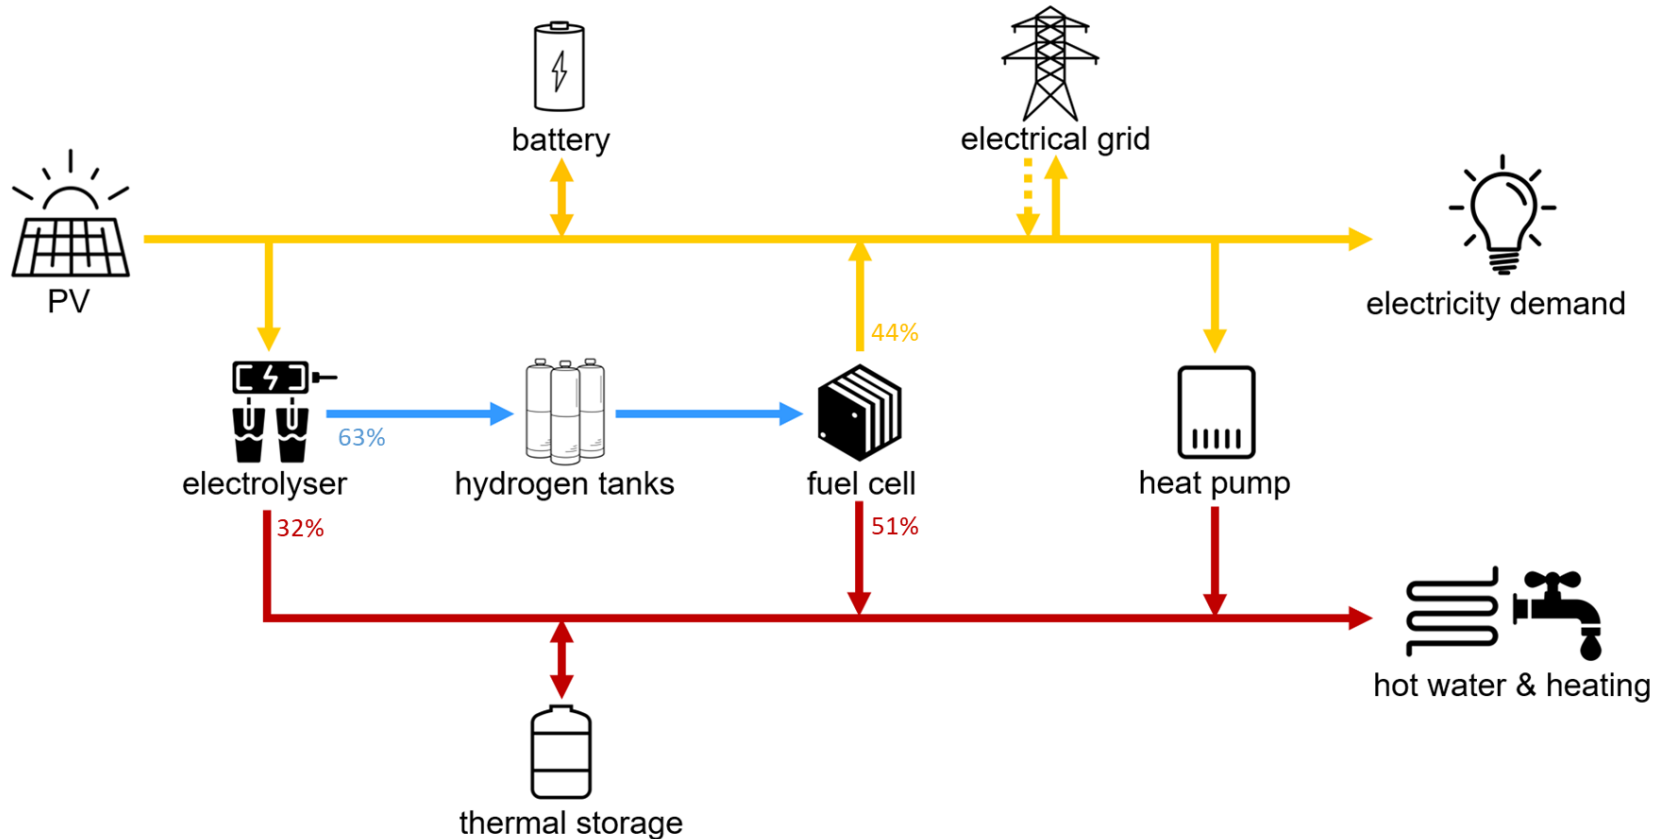 battery
electrical grid
PV
electricity demand
44%
63%
electrolyser
hydrogen tanks
fuel cell
heat pump
32%
51%
hot water & heating
thermal storage